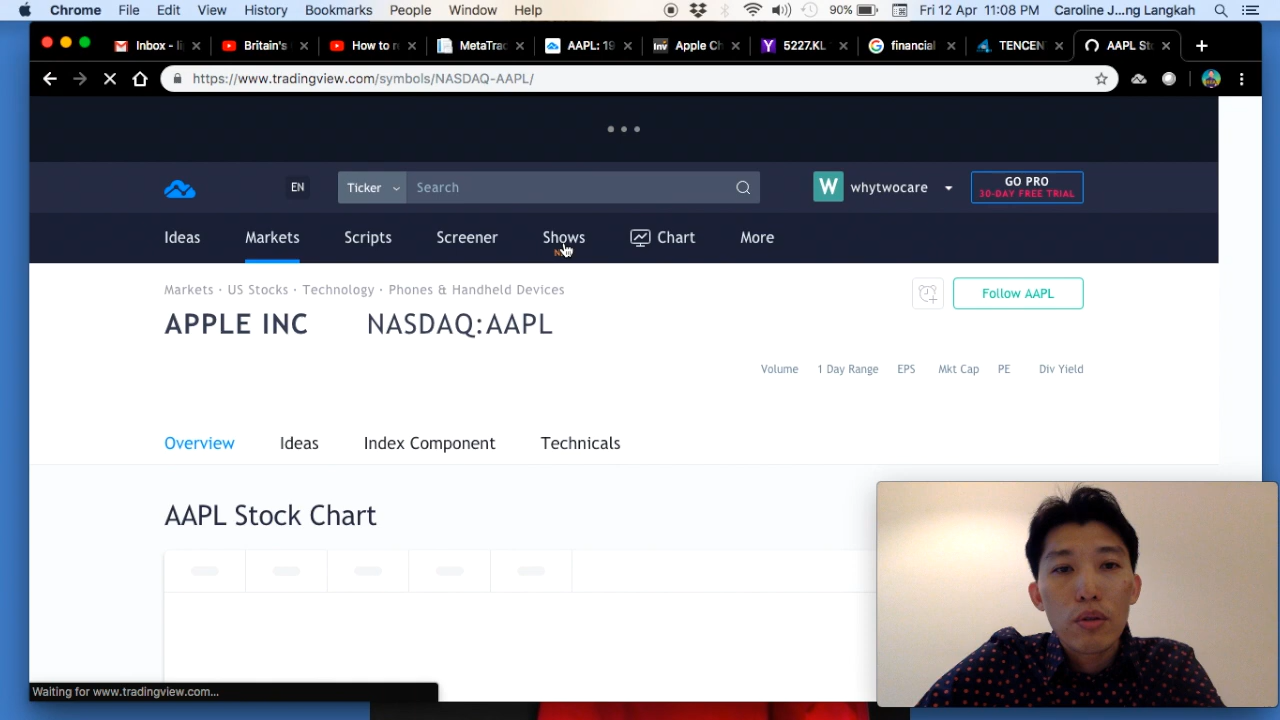 Chrome File Edit View History Bookmarks People Window Help 90% Fri 12 Apr 11:08 PM Caroline J...ng Langkah
Inbox - li Britain's How to r MetaTrac AAPL: 19 Inv Apple Ch 5227.KL financial TENCEN AAPL Sto
https://www.tradingview.com/symbols/NASDAQ-AAPL/
EN Ticker Search W whytwocare GO PRO
30-DAY FREE TRIAL
Ideas Markets Scripts Screener Shows Chart More
Markets · US Stocks · Technology · Phones & Handheld Devices
Follow AAPL
APPLE INC NASDAQ:AAPL
Volume 1 Day Range EPS Mkt Cap PE Div Yield
Overview Ideas Index Component Technicals
AAPL Stock Chart
Waiting for www.tradingview.com...